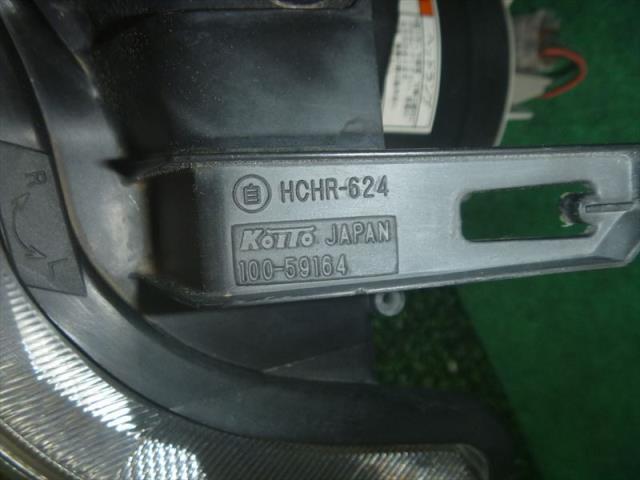 自 HCHR-624
KOITO JAPAN
100-59164
R
L